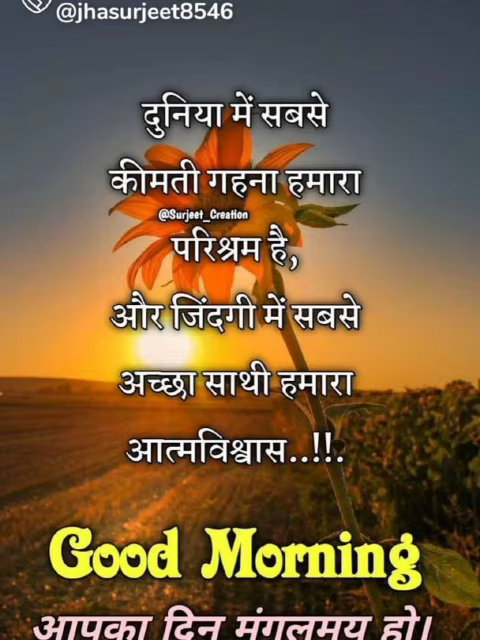 @jhasurjeet8546
दुनिया में सबसे
कीमती गहना हमारा
@Surjeet_Creation
परिश्रम है,
और जिंदगी में सबसे
अच्छा साथी हमारा
आत्मविश्वास..!!.
Good Morning
आपका दिन मंगलमय हो।